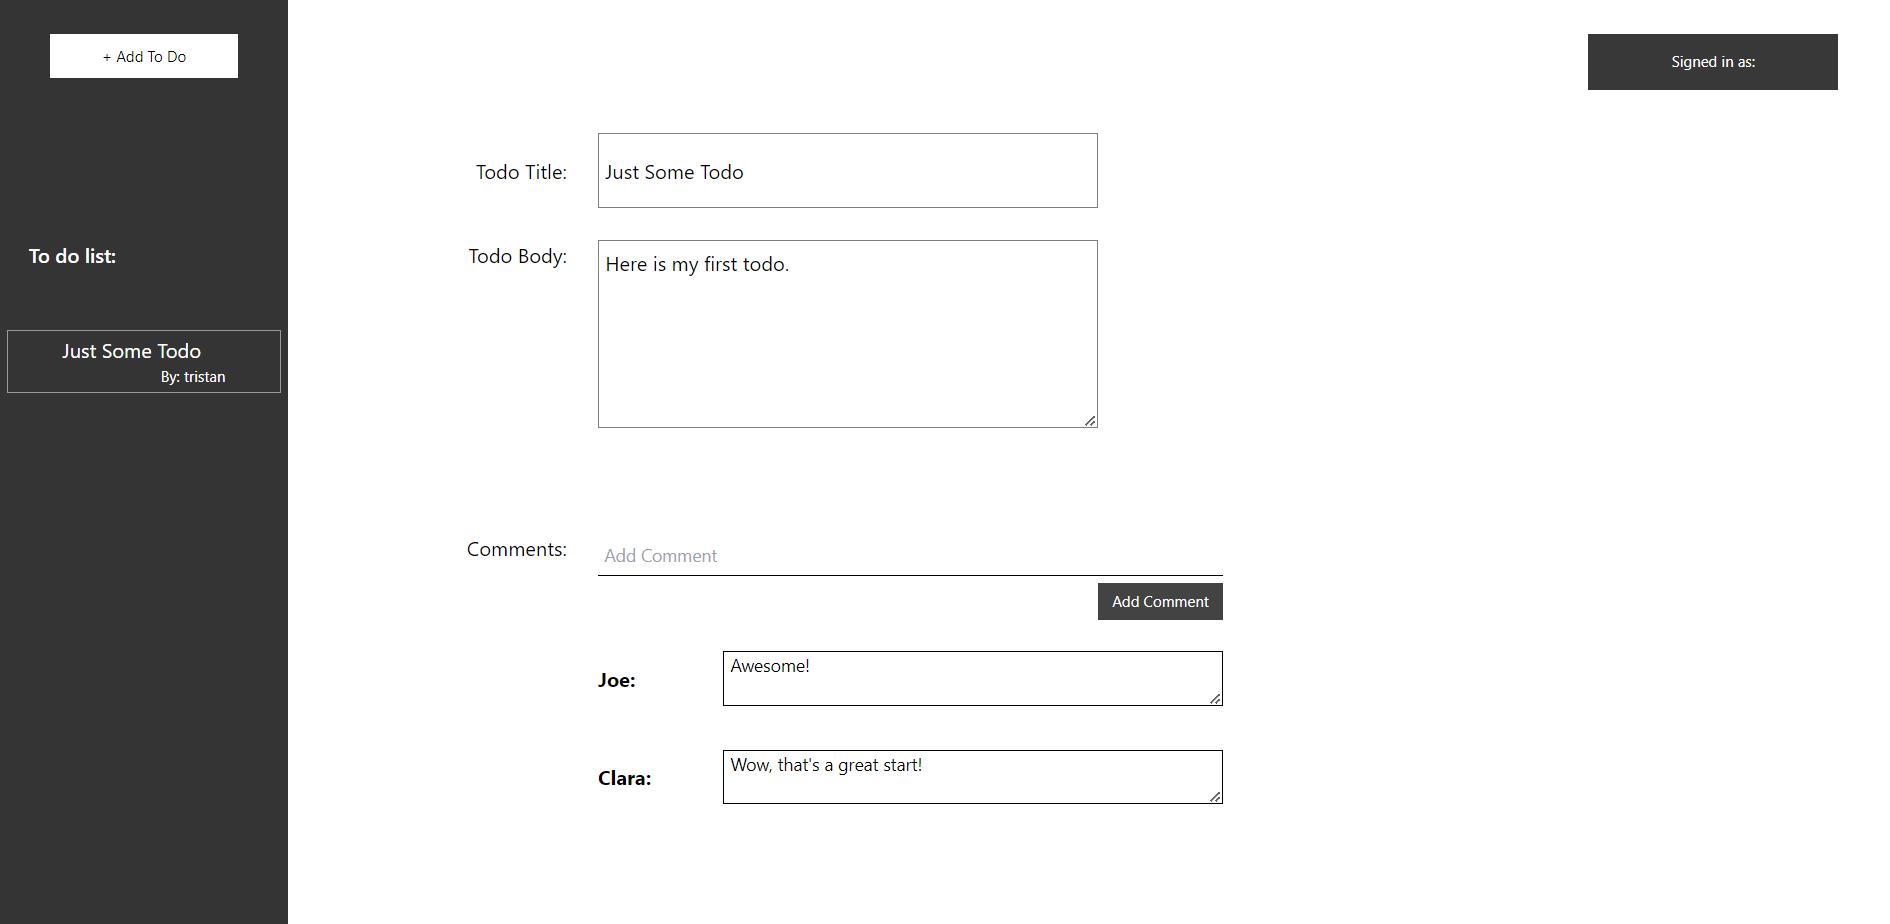 + Add To Do
Signed in as:
Todo Title:
Just Some Todo
To do list:
Todo Body:
Here is my first todo.
Just Some Todo
By: tristan
Comments:
Add Comment
Add Comment
Joe:
Awesome!
Clara:
Wow, that's a great start!